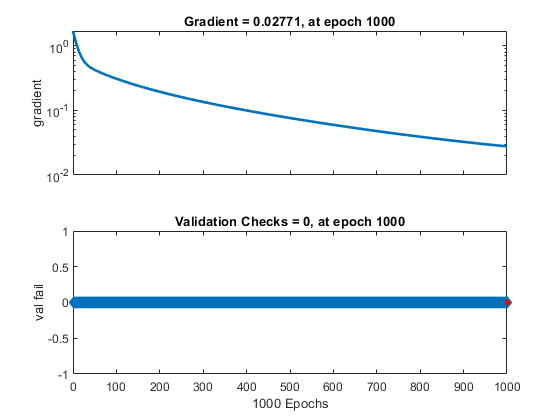 Gradient = 0.02771, at epoch 1000
10^0
10^-1
10^-2
gradient
Validation Checks = 0, at epoch 1000
1
0.5
0
-0.5
-1
val fail
0 100 200 300 400 500 600 700 800 900 1000
1000 Epochs